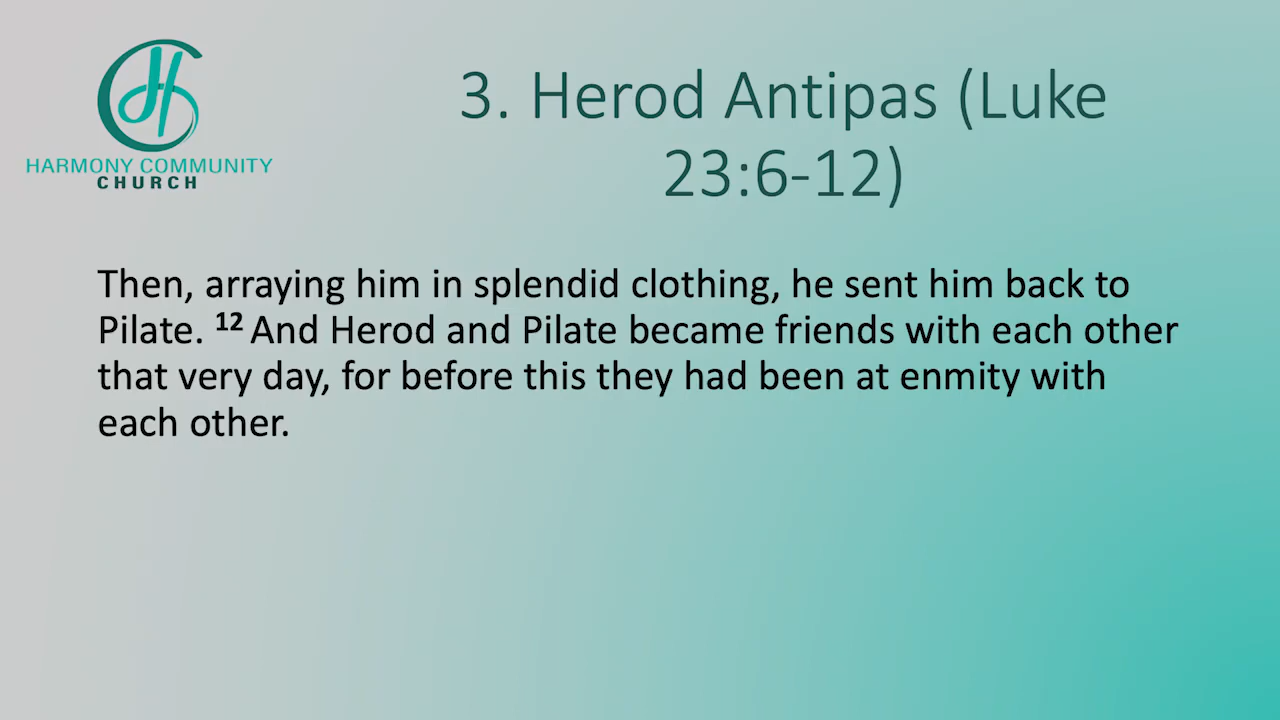 HARMONY COMMUNITY
CHURCH
3. Herod Antipas (Luke
23:6-12)
Then, arraying him in splendid clothing, he sent him back to
Pilate. 12 And Herod and Pilate became friends with each other
that very day, for before this they had been at enmity with
each other.